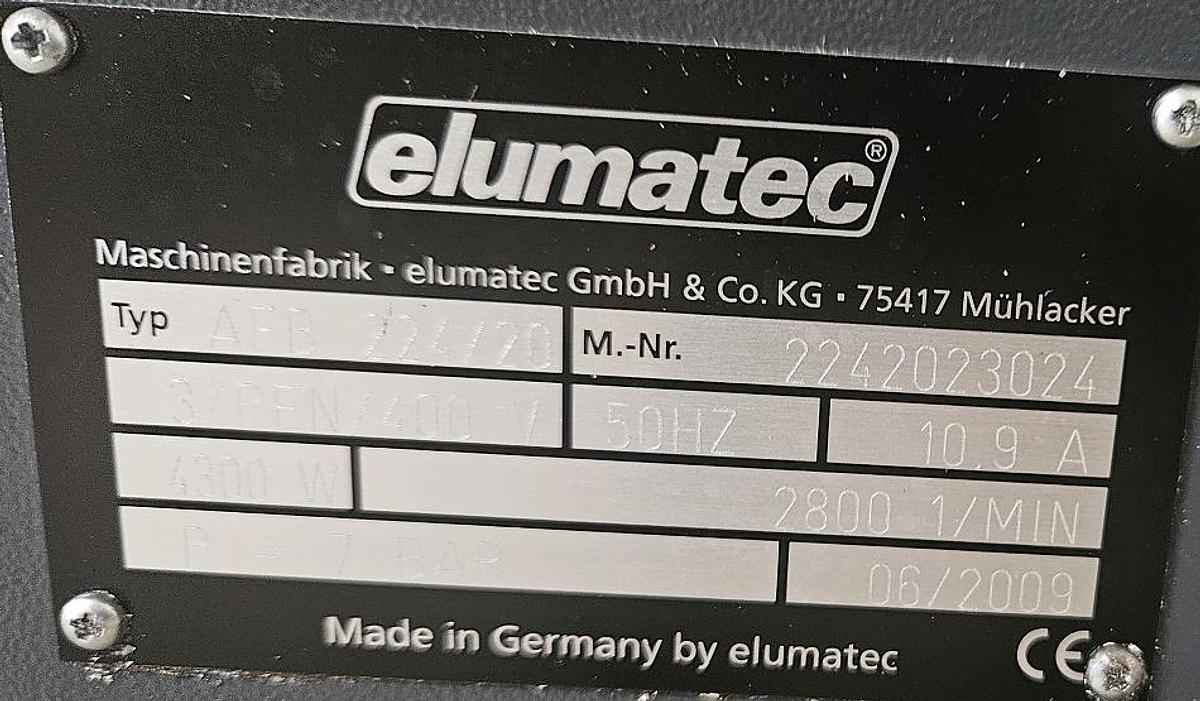 elumatec®
Maschinenfabrik ▪ elumatec GmbH & Co. KG ▪ 75417 Mühlacker
Typ AFB 224/20 M.-Nr. 2242023024
3/PEN/400 V 50HZ 10.9 A
4300 W 2800 1/MIN
P = 7 BAR 06/2009
Made in Germany by elumatec CE